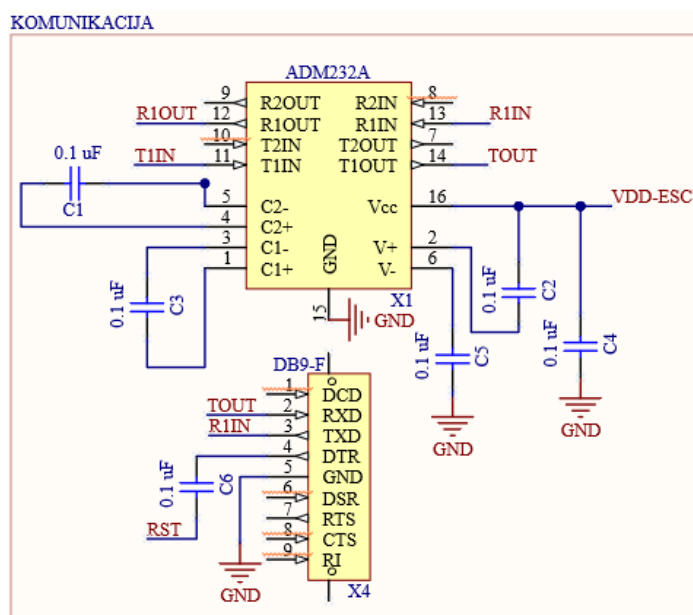 KOMUNIKACIJA
ADM232A
9 R2OUT R2IN 8
R1OUT 12 R1OUT R1IN 13 R1IN
10 T2IN T2OUT 7
T1IN 11 T1IN T1OUT 14 TOUT
0.1 uF
C1
5 C2- Vcc 16 VDD-ESC
4 C2+
3 C1- V+ 2
1 C1+ V- 6
GND
15
X1
GND
0.1 uF
C3
0.1 uF
C2
0.1 uF
C5
0.1 uF
C4
GND
GND
DB9-F
1 DCD
TOUT 2 RXD
R1IN 3 TXD
4 DTR
5 GND
6 DSR
7 RTS
8 CTS
9 RI
0.1 uF
C6
RST
GND
X4